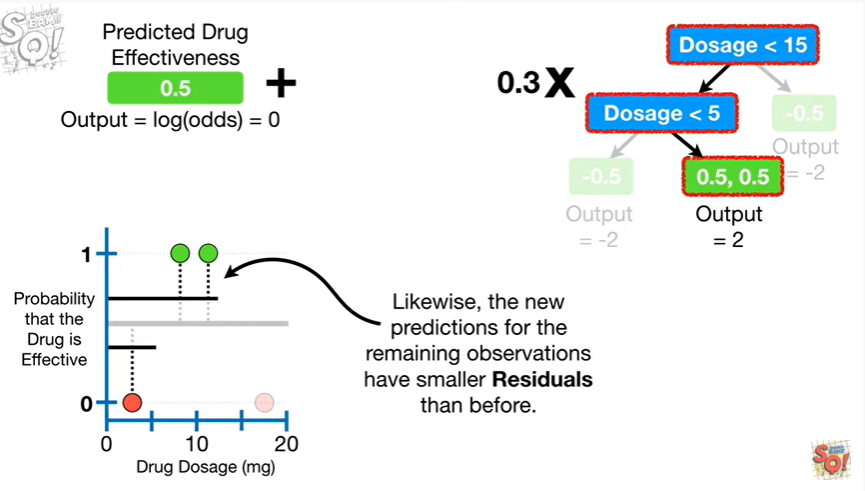 Predicted Drug
Effectiveness
0.5
+
Output = log(odds) = 0
0.3 X
Dosage < 15
Dosage < 5
-0.5
Output
= -2
-0.5
0.5, 0.5
Output
= -2
Output
= 2
1
Probability
that the
Drug is
Effective
0
0
10
20
Drug Dosage (mg)
Likewise, the new
predictions for the
remaining observations
have smaller Residuals
than before.
SQ!